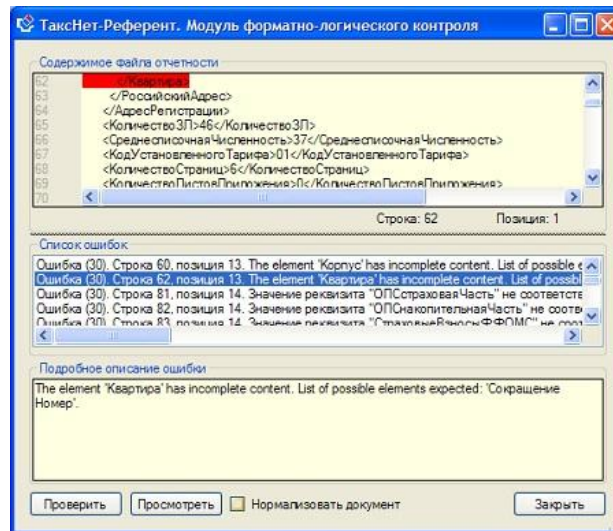 ТаксНет-Референт. Модуль форматно-логического контроля
Содержимое файла отчетности
62 </Квартира>
63 </РоссийскийАдрес>
64 </АдресРегистрации>
65 <КоличествоЗЛ>46</КоличествоЗЛ>
66 <СреднесписочнаяЧисленность>37</СреднесписочнаяЧисленность>
67 <КодУстановленногоТарифа>01</КодУстановленногоТарифа>
68 <КоличествоСтраниц>6</КоличествоСтраниц>
69 <КоличествоЛистовПриложения>0</КоличествоЛистовПриложения>
70
Строка: 62 Позиция: 1
Список ошибок
Ошибка (30). Строка 60, позиция 13. The element 'Корпус' has incomplete content. List of possible e
Ошибка (30). Строка 62, позиция 13. The element 'Квартира' has incomplete content. List of possibl
Ошибка (30). Строка 81, позиция 14. Значение реквизита "ОПСстраховаяЧасть" не соответств
Ошибка (30). Строка 82, позиция 14. Значение реквизита "ОПСнакопительнаяЧасть" не соотве
Ошибка (30). Строка 83, позиция 14. Значение реквизита "СтраховыеВзносыФФОМС" не соот
Подробное описание ошибки
The element 'Квартира' has incomplete content. List of possible elements expected: 'Сокращение
Номер'.
Проверить Просмотреть Нормализовать документ Закрыть